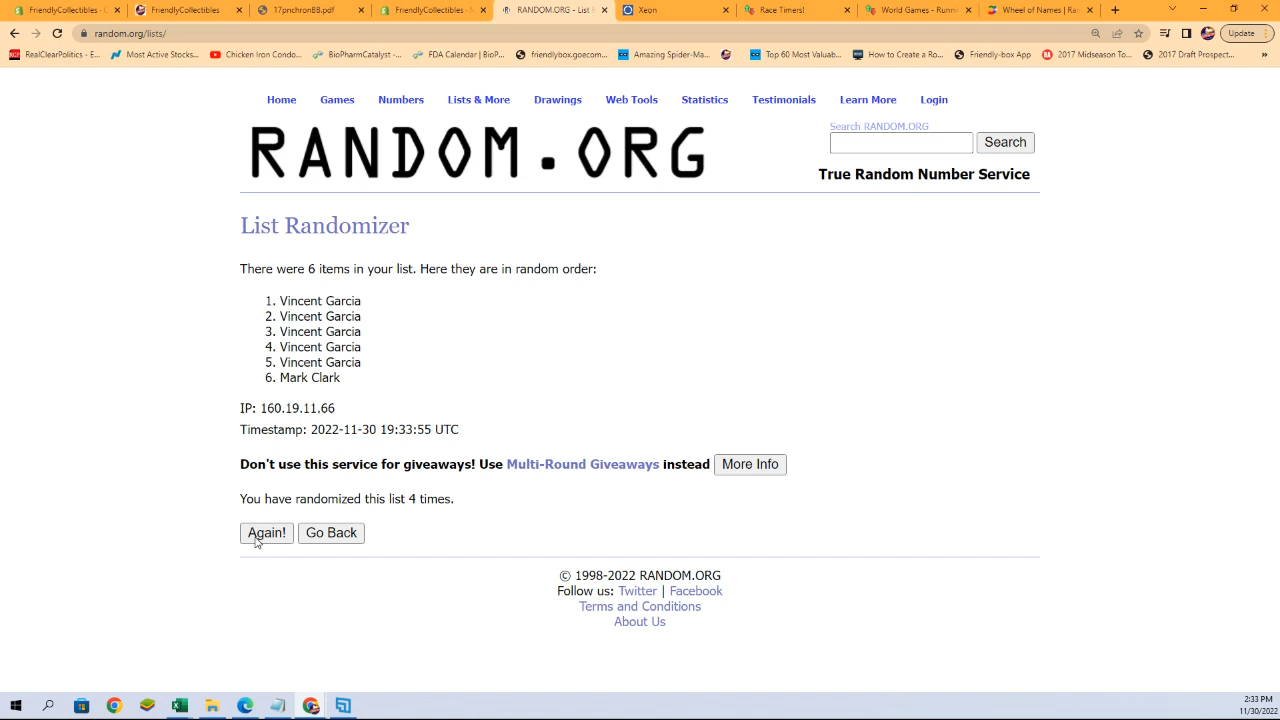 FriendlyCollectibles - C
FriendlyCollectibles
17pnchron88.pdf
FriendlyCollectibles - N
RANDOM.ORG - List R
Xeon
Race Timers!
World Games - Runn
Wheel of Names | Ran
random.org/lists/
Update
RealClearPolitics - E...
Most Active Stocks...
Chicken Iron Condo...
BioPharmCatalyst -...
FDA Calendar | BioP...
friendlybox.goecom...
Amazing Spider-Ma...
Top 60 Most Valuab...
How to Create a Ro...
Friendly-box App
2017 Midseason To...
2017 Draft Prospect...
»
Home
Games
Numbers
Lists & More
Drawings
Web Tools
Statistics
Testimonials
Learn More
Login
RANDOM.ORG
Search RANDOM.ORG
Search
True Random Number Service
List Randomizer
There were 6 items in your list. Here they are in random order:
1. Vincent Garcia
2. Vincent Garcia
3. Vincent Garcia
4. Vincent Garcia
5. Vincent Garcia
6. Mark Clark
IP: 160.19.11.66
Timestamp: 2022-11-30 19:33:55 UTC
Don't use this service for giveaways! Use Multi-Round Giveaways instead More Info
You have randomized this list 4 times.
Again! Go Back
© 1998-2022 RANDOM.ORG
Follow us: Twitter | Facebook
Terms and Conditions
About Us
2:33 PM
11/30/2022